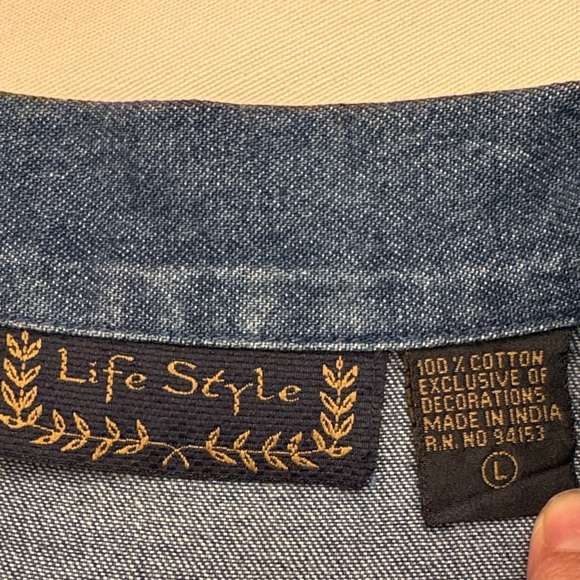 Life Style
100 % COTTON
EXCLUSIVE OF
DECORATIONS
MADE IN INDIA
R.N. NO 94153
L